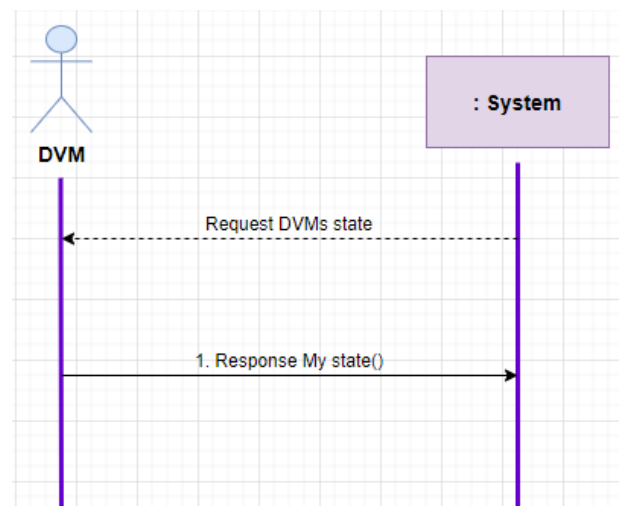 : System
DVM
Request DVMs state
1. Response My state()